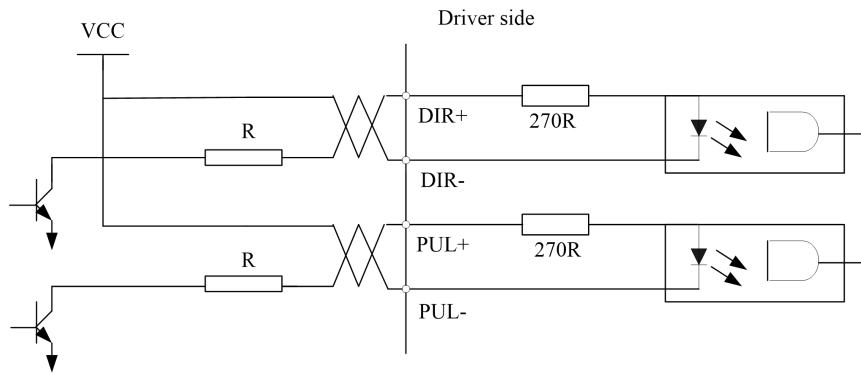 Driver side
VCC
DIR+
270R
R
DIR-
PUL+
270R
R
PUL-